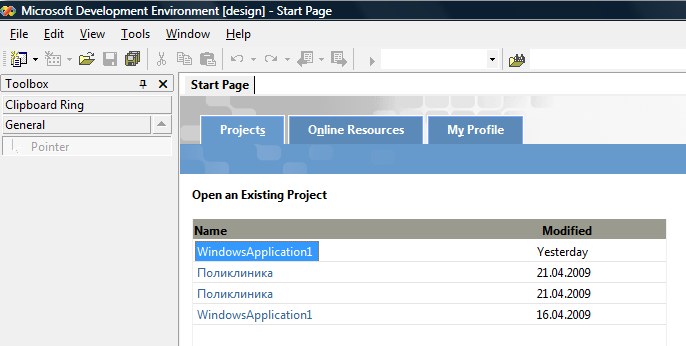 Microsoft Development Environment [design] - Start Page
File Edit View Tools Window Help
Toolbox
Start Page
Clipboard Ring
General
Pointer
Projects Online Resources My Profile
Open an Existing Project
Name Modified
WindowsApplication1 Yesterday
Поликлиника 21.04.2009
Поликлиника 21.04.2009
WindowsApplication1 16.04.2009